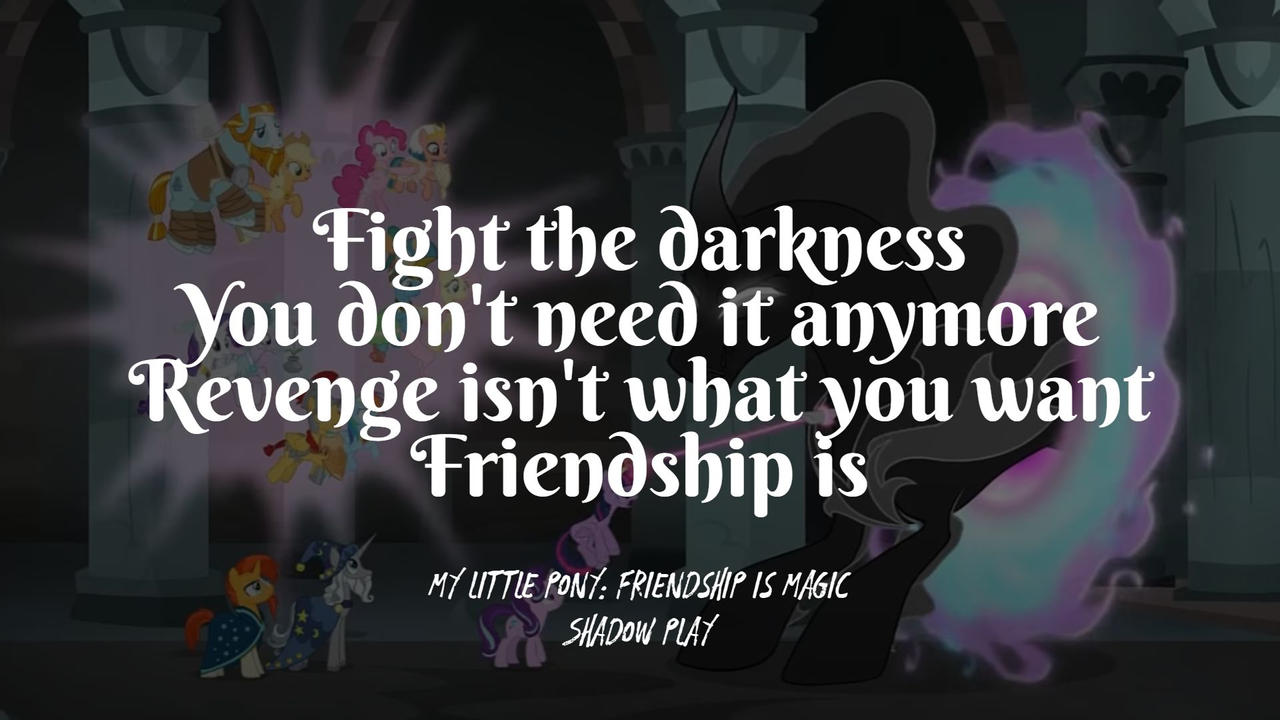 Fight the darkness
You don't need it anymore
Revenge isn't what you want
Friendship is
MY LITTLE PONY: FRIENDSHIP IS MAGIC
SHADOW PLAY